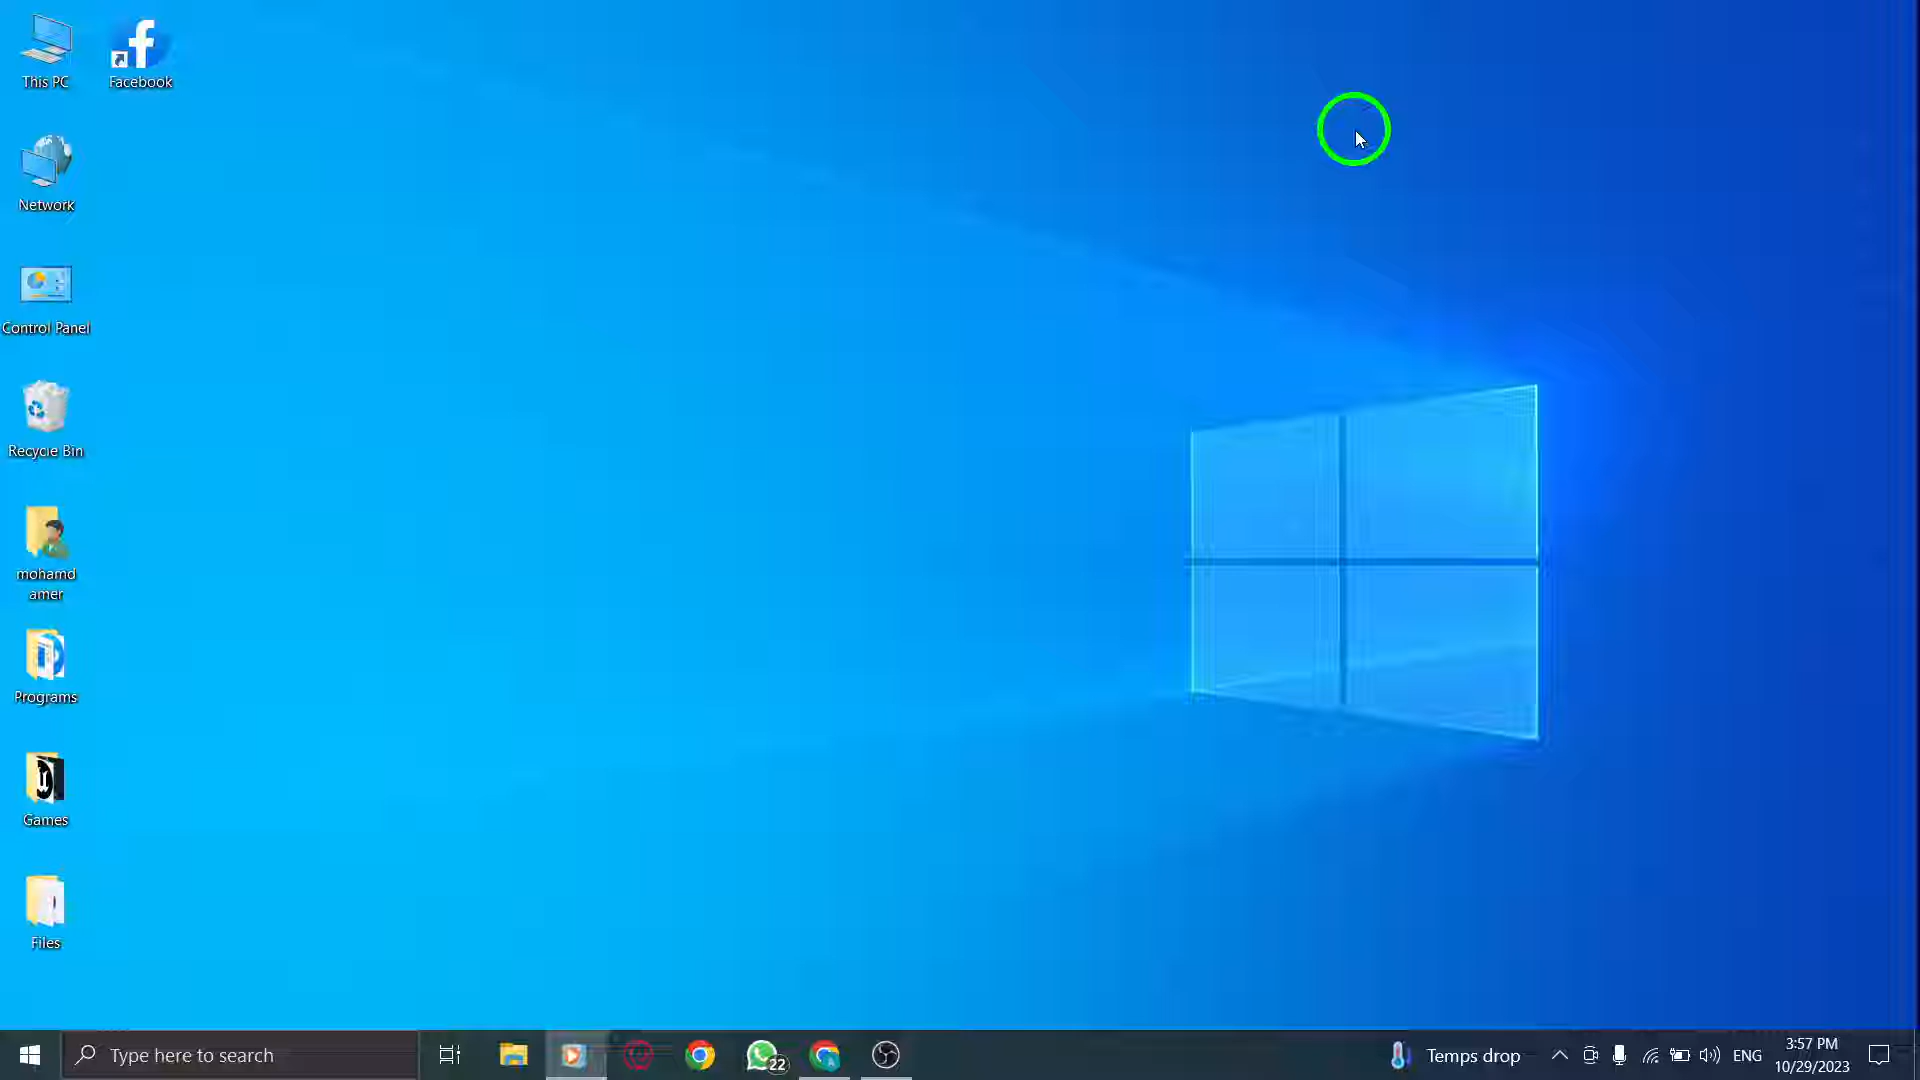 This PC
Facebook
Network
Control Panel
Recycle Bin
mohamd
amer
Programs
Games
Files
Type here to search
22
Temps drop
ENG
3:57 PM
10/29/2023